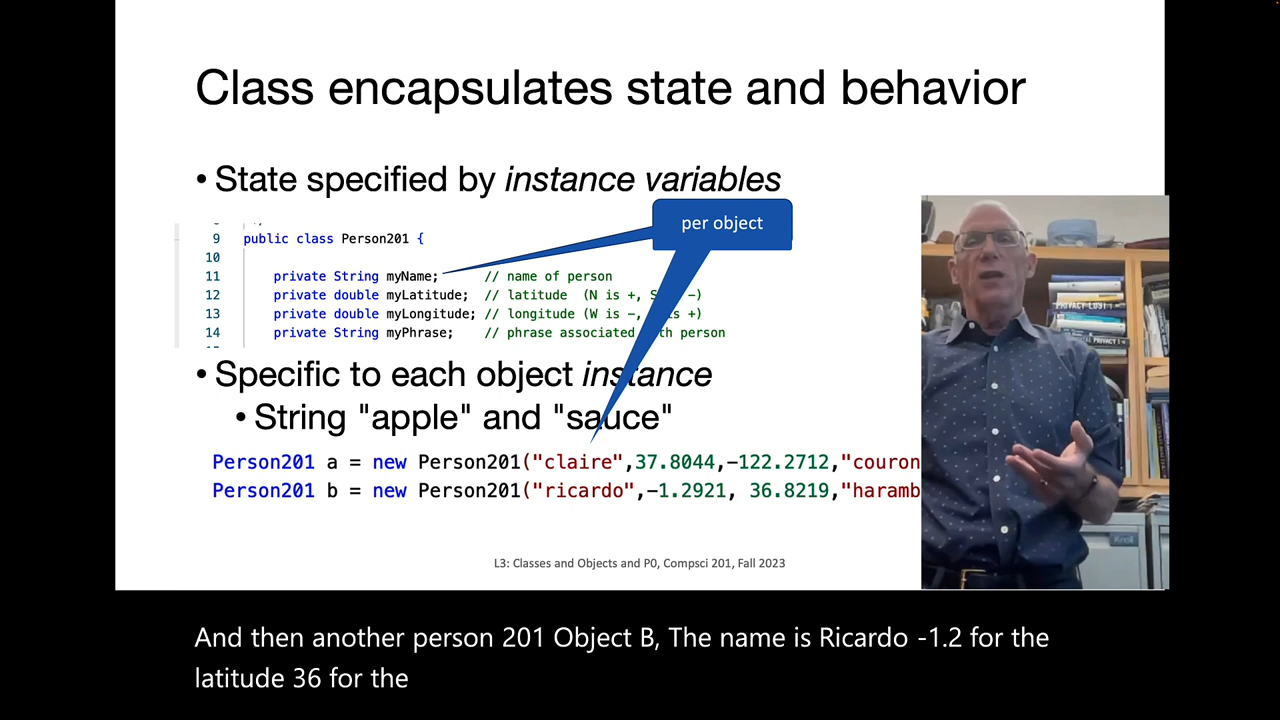 Class encapsulates state and behavior
• State specified by instance variables
per object
9 public class Person201 {
10
11 private String myName; // name of person
12 private double myLatitude; // latitude (N is +, S -)
13 private double myLongitude; // longitude (W is -, is +)
14 private String myPhrase; // phrase associated person
• Specific to each object instance
• String "apple" and "sauce"
Person201 a = new Person201("claire",37.8044,-122.2712,"couron
Person201 b = new Person201("ricardo",-1.2921, 36.8219,"haramb
L3: Classes and Objects and P0, Compsci 201, Fall 2023
PRIVACY LOST
Knoll
And then another person 201 Object B, The name is Ricardo -1.2 for the
latitude 36 for the